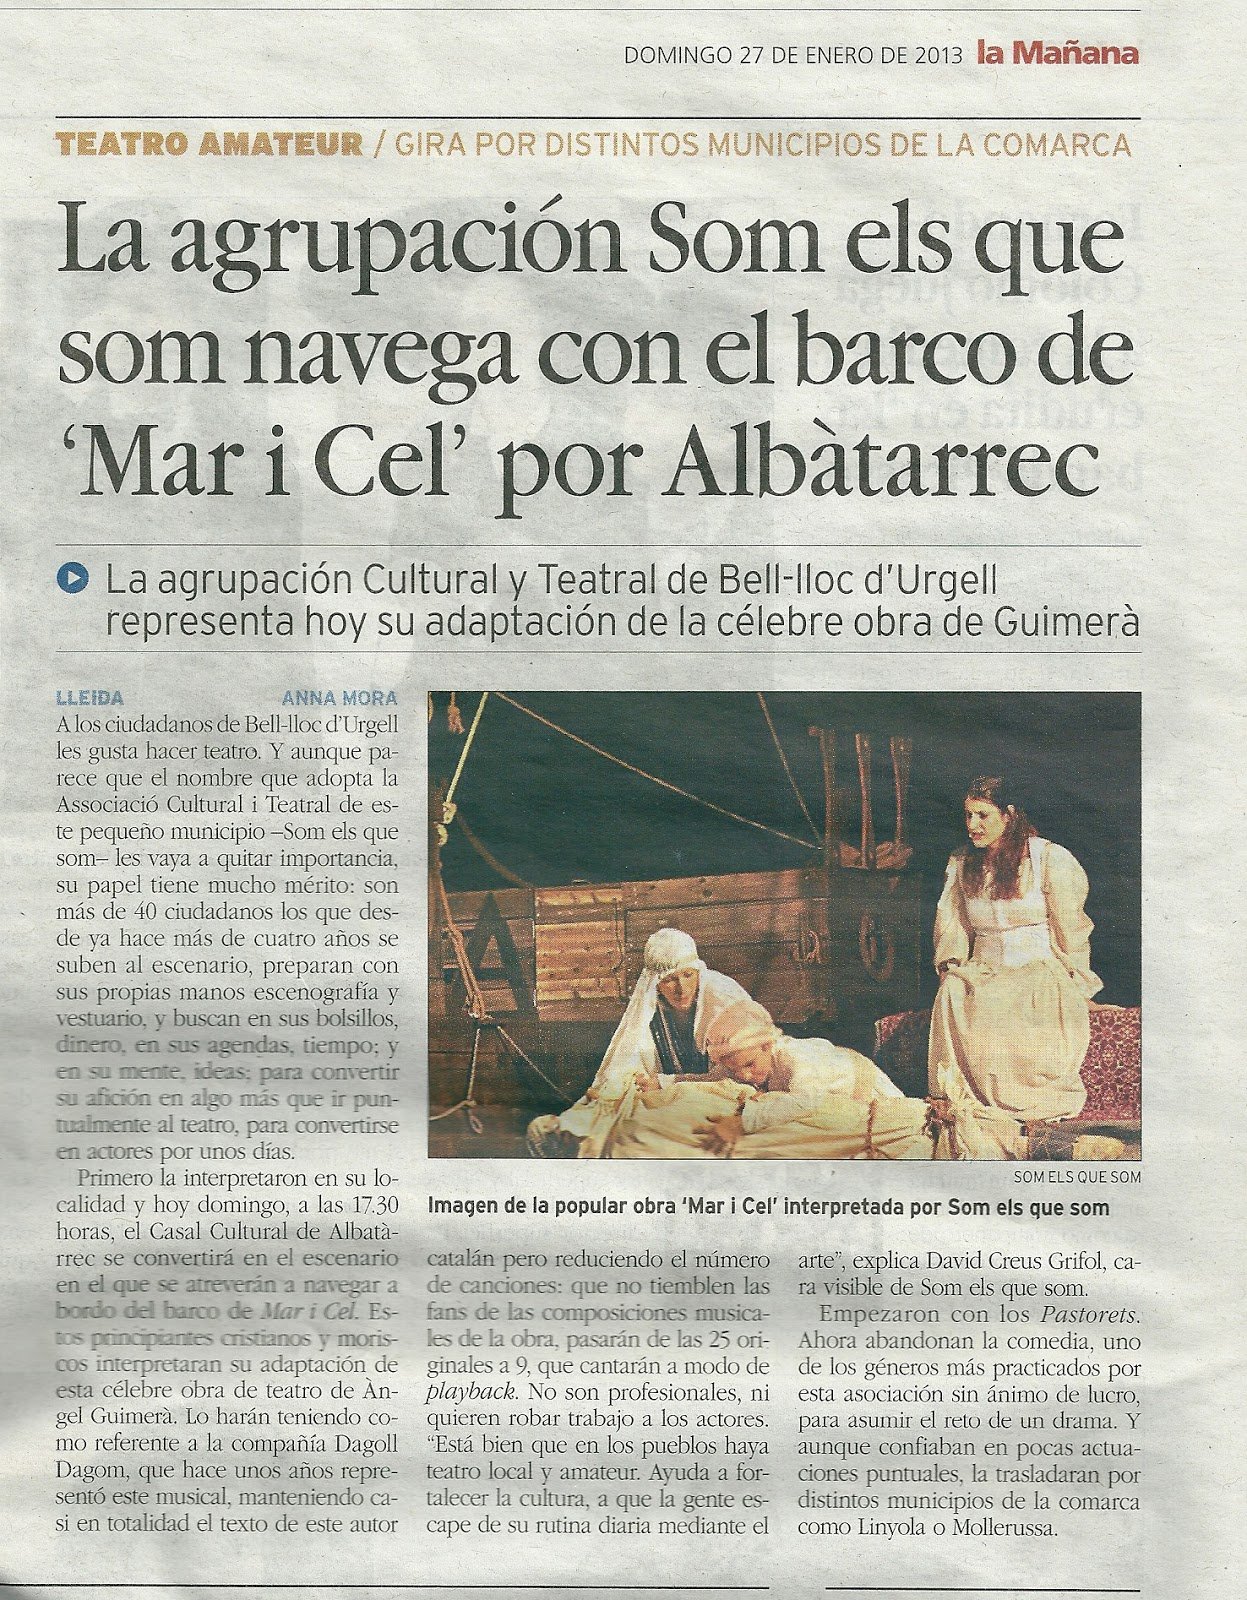 DOMINGO 27 DE ENERO DE 2013 la Mañana
TEATRO AMATEUR / GIRA POR DISTINTOS MUNICIPIOS DE LA COMARCA
La agrupación Som els que
som navega con el barco de
‘Mar i Cel’ por Albàtarrec
La agrupación Cultural y Teatral de Bell-lloc d’Urgell
representa hoy su adaptación de la célebre obra de Guimerà
LLEIDA ANNA MORA
A los ciudadanos de Bell-lloc d’Urgell
les gusta hacer teatro. Y aunque pa-
rece que el nombre que adopta la
Associació Cultural i Teatral de es-
te pequeño municipio –Som els que
som– les vaya a quitar importancia,
su papel tiene mucho mérito: son
más de 40 ciudadanos los que des-
de ya hace más de cuatro años se
suben al escenario, preparan con
sus propias manos escenografía y
vestuario, y buscan en sus bolsillos,
dinero, en sus agendas, tiempo; y
en su mente, ideas; para convertir
su afición en algo más que ir pun-
tualmente al teatro, para convertirse
en actores por unos días.
Primero la interpretaron en su lo-
calidad y hoy domingo, a las 17.30
horas, el Casal Cultural de Albatà-
rrec se convertirá en el escenario
en el que se atreverán a navegar a
bordo del barco de Mar i Cel. Es-
tos principiantes cristianos y moris-
cos interpretaran su adaptación de
esta célebre obra de teatro de Àn-
gel Guimerà. Lo harán teniendo co-
mo referente a la compañía Dagoll
Dagom, que hace unos años repre-
sentó este musical, manteniendo ca-
si en totalidad el texto de este autor
SOM ELS QUE SOM
Imagen de la popular obra ‘Mar i Cel’ interpretada por Som els que som
catalán pero reduciendo el número
de canciones: que no tiemblen las
fans de las composiciones musica-
les de la obra, pasarán de las 25 ori-
ginales a 9, que cantarán a modo de
playback. No son profesionales, ni
quieren robar trabajo a los actores.
“Está bien que en los pueblos haya
teatro local y amateur. Ayuda a for-
talecer la cultura, a que la gente es-
cape de su rutina diaria mediante el
arte”, explica David Creus Grifol, ca-
ra visible de Som els que som.
Empezaron con los Pastorets.
Ahora abandonan la comedia, uno
de los géneros más practicados por
esta asociación sin ánimo de lucro,
para asumir el reto de un drama. Y
aunque confiaban en pocas actua-
ciones puntuales, la trasladaran por
distintos municipios de la comarca
como Linyola o Mollerussa.